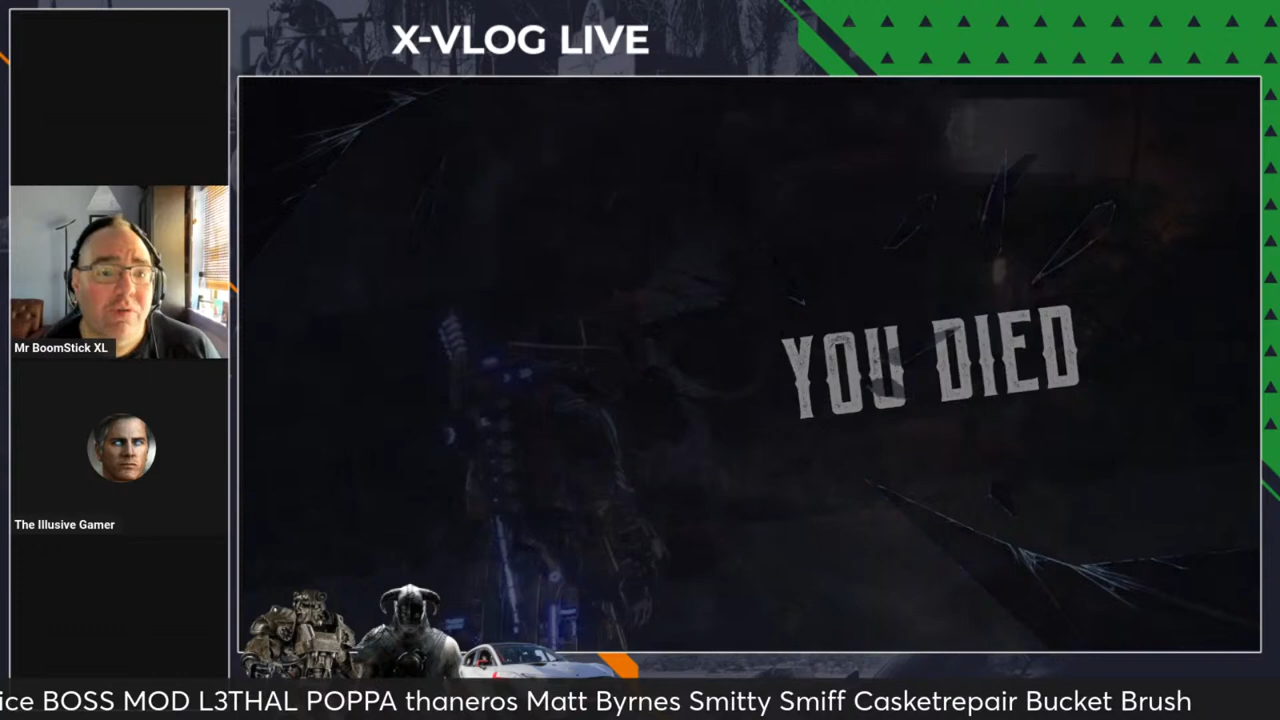 X-VLOG LIVE
YOU DIED
Mr BoomStick XL
The Illusive Gamer
ice BOSS MOD L3THAL POPPA thaneros Matt Byrnes Smitty Smiff Casketrepair Bucket Brush